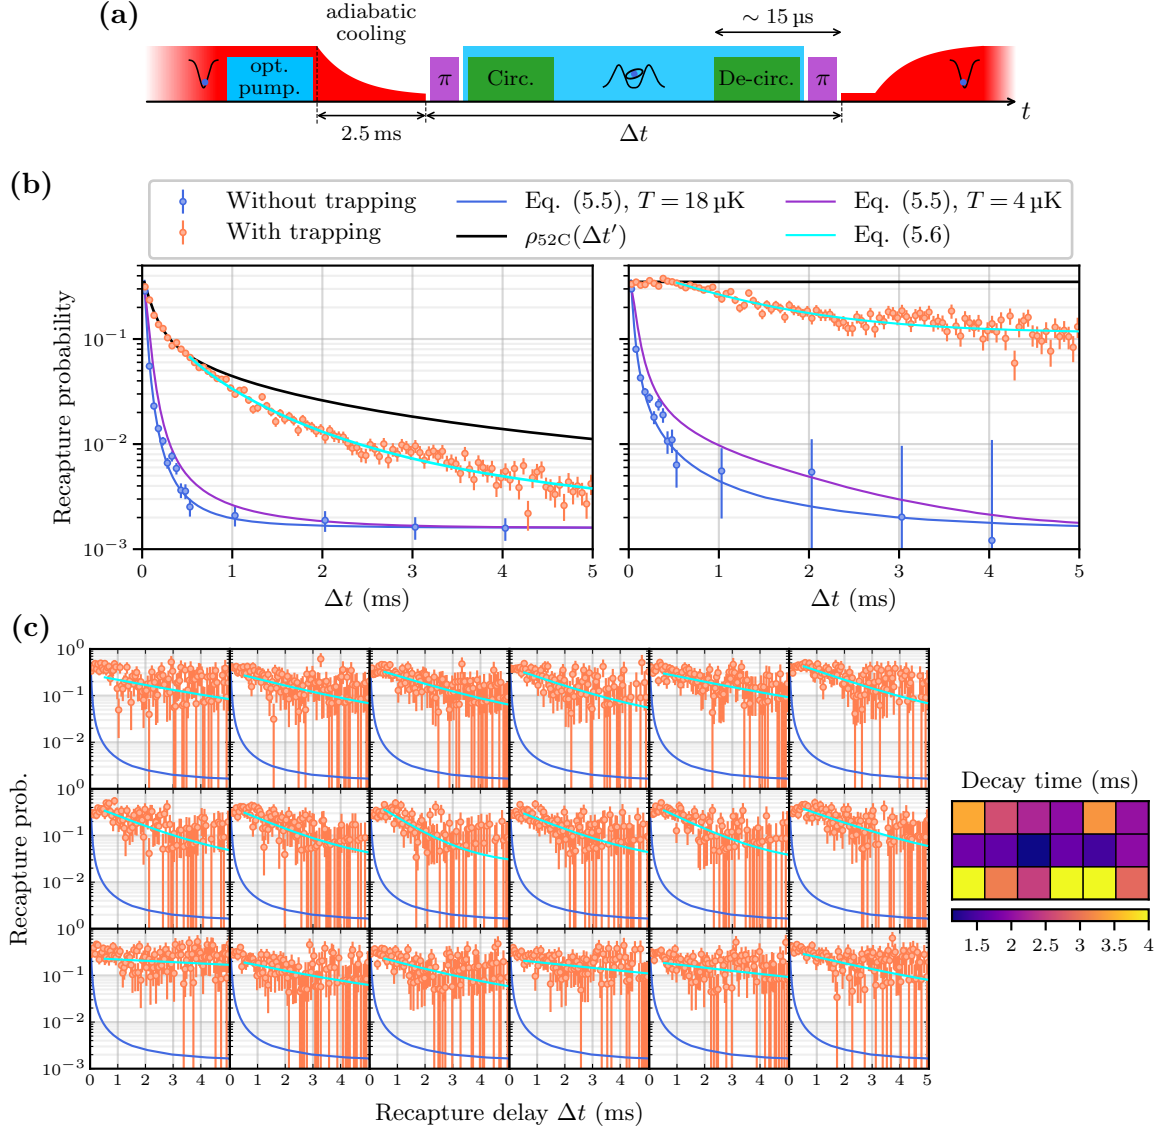 (a)
adiabatic
cooling
~ 15 µs
opt.
pump.
π
Circ.
De-circ.
π
t
2.5 ms
Δt
(b)
Without trapping
With trapping
Eq. (5.5), T = 18 µK
ρ52C(Δt′)
Eq. (5.5), T = 4 µK
Eq. (5.6)
Recapture probability
10⁻¹
10⁻²
10⁻³
0 1 2 3 4 5
Δt (ms)
0 1 2 3 4 5
Δt (ms)
(c)
Recapture prob.
10⁰
10⁻¹
10⁻²
10⁰
10⁻¹
10⁻²
10⁰
10⁻¹
10⁻²
10⁻³
0 1 2 3 4 0 1 2 3 4 0 1 2 3 4 0 1 2 3 4 0 1 2 3 4 0 1 2 3 4 5
Recapture delay Δt (ms)
Decay time (ms)
1.5 2 2.5 3 3.5 4